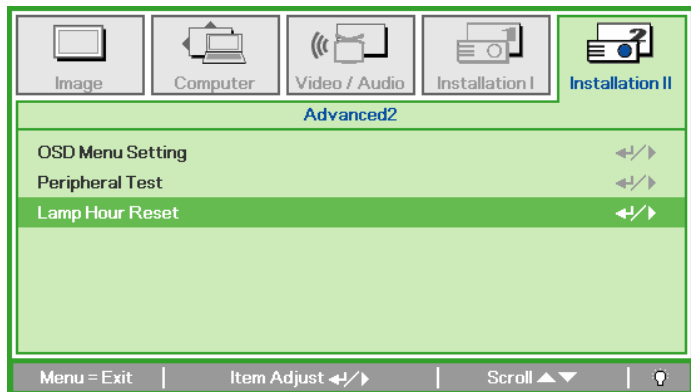 Image
Computer
Video / Audio
Installation I
Installation II
Advanced2
OSD Menu Setting
Peripheral Test
Lamp Hour Reset
Menu = Exit
Item Adjust
Scroll